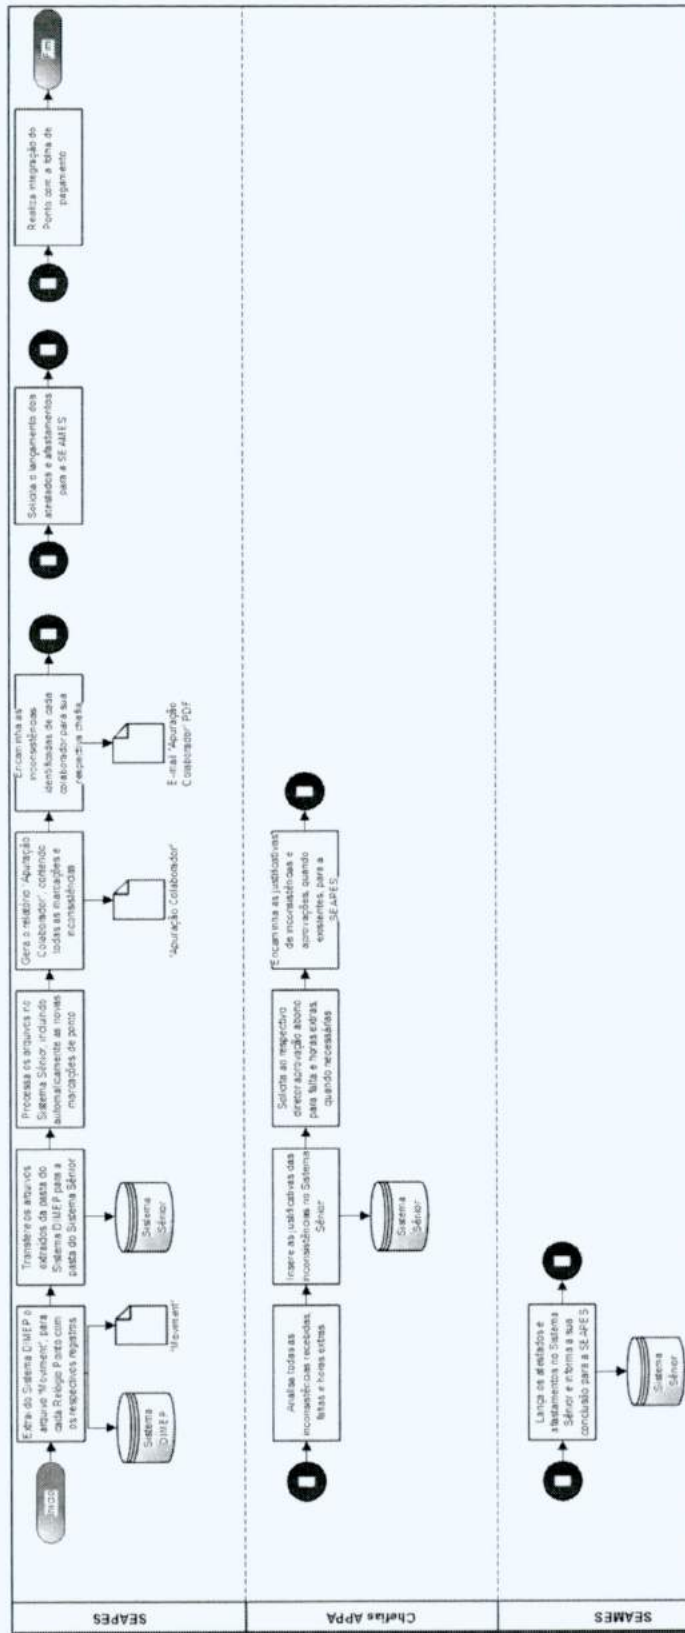 SEAPES
Início
Extrai do Sistema DIMEP o
arquivo "Moviment", para
cada Relógio Ponto com
os respectivos registros
Sistema
DIMEP
"Movement"
Transfere os arquivos
extraídos da pasta do
Sistema DIMEP para a
pasta do Sistema Sênior
Sistema
Sênior
Processa os arquivos no
Sistema Sênior, incluindo
automaticamente as novas
marcações de ponto
Gera o relatório "Apuração
Colaborador", contendo
todas as marcações e
inconsistências
"Apuração Colaborador"
Encaminha as
inconsistências
identificadas de cada
colaborador para sua
respectiva chefia
E-mail "Apuração
Colaborador" PDF
Solicita o lançamento dos
atestados e afastamentos
para a SEAMES
Realiza integração do
Ponto com a folha de
pagamento
Fim
Chefias APPA
Analisa todas as
inconsistências recebidas,
faltas e horas extras
Insere as justificativas das
inconsistências no Sistema
Sênior
Sistema
Sênior
Solicita ao respectivo
diretor aprovação abono
para falta e horas extras,
quando necessárias
Encaminha as justificativas
de inconsistências e
aprovações, quando
existentes, para a
SEAPES
SEAMES
Lança os atestados e
afastamentos no Sistema
Sênior e informa a sua
conclusão para a SEAPES
Sistema
Sênior